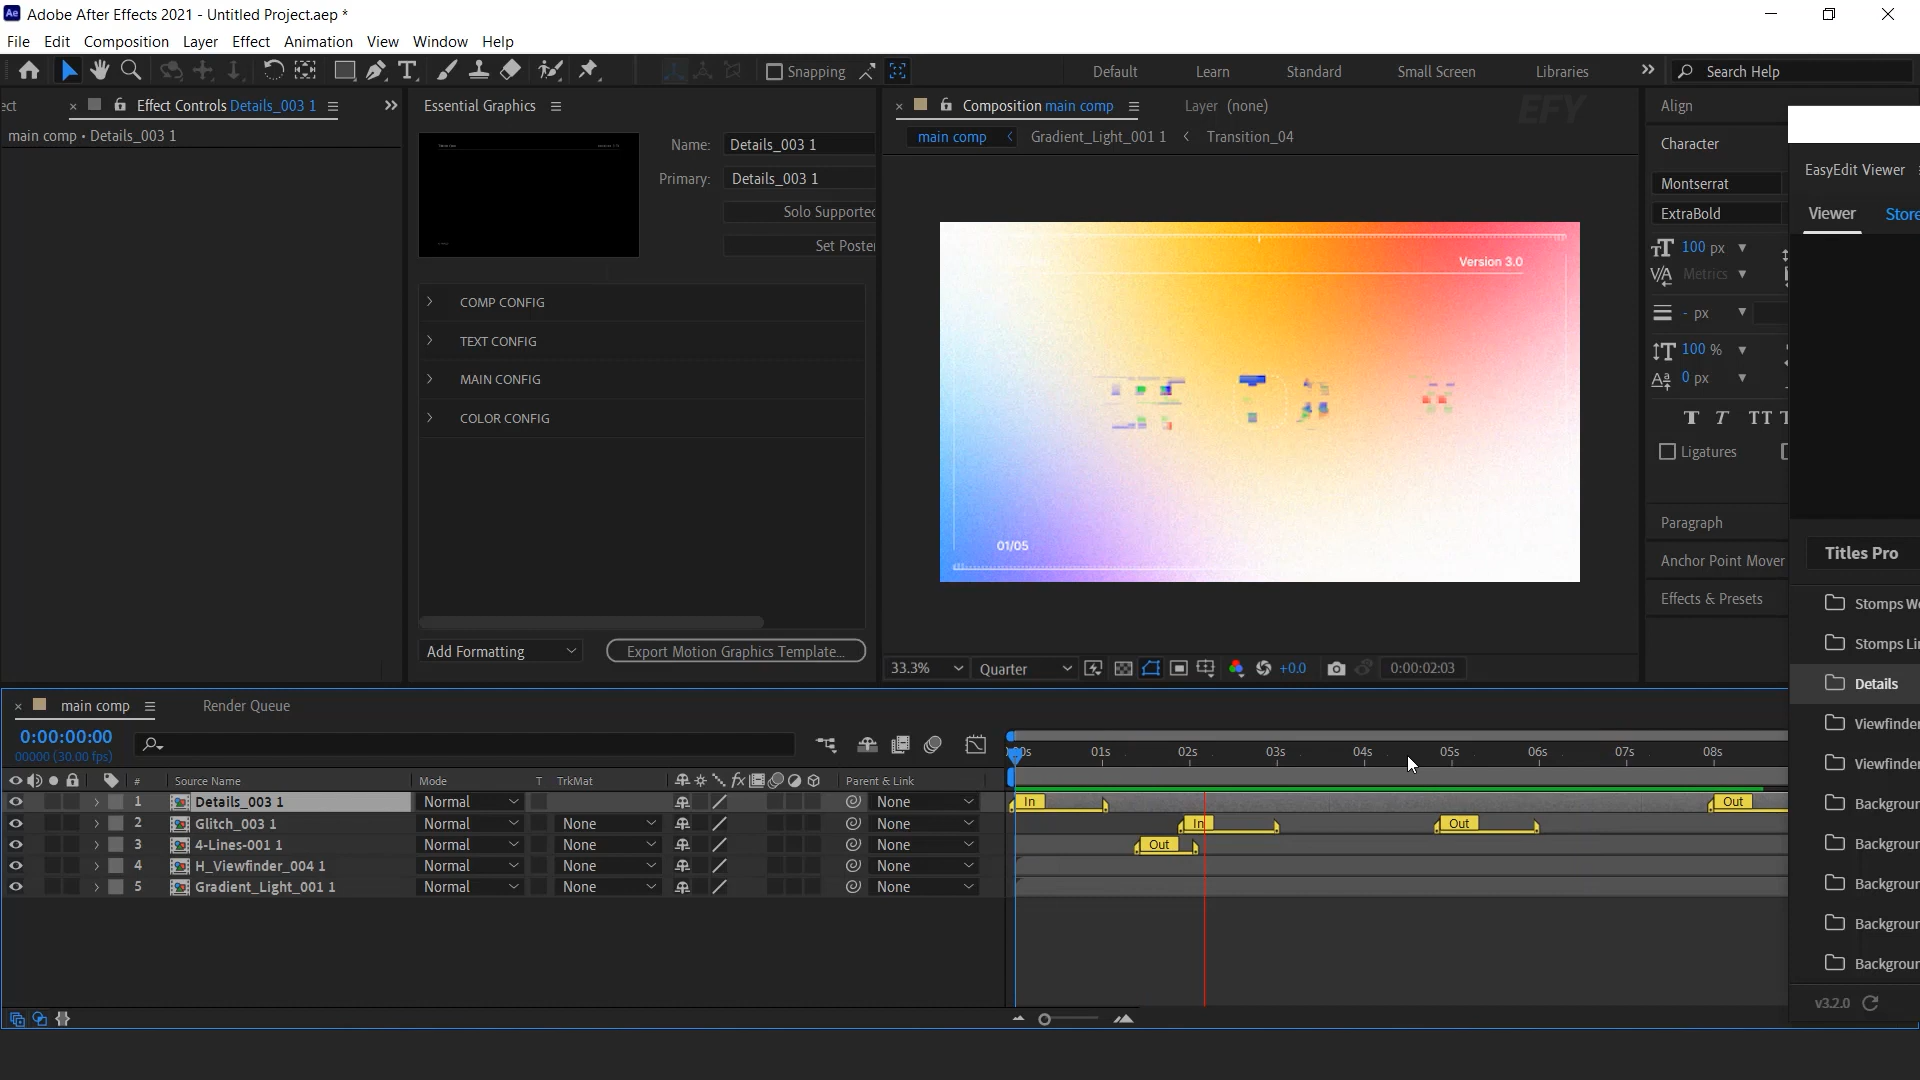 Ae Adobe After Effects 2021 - Untitled Project.aep *
File Edit Composition Layer Effect Animation View Window Help
Snapping
Default Learn Standard Small Screen Libraries
Search Help
ect
Effect Controls Details_003 1
main comp • Details_003 1
Essential Graphics
Name: Details_003 1
Primary: Details_003 1
Solo Supported
Set Poster
COMP CONFIG
TEXT CONFIG
MAIN CONFIG
COLOR CONFIG
Add Formatting
Export Motion Graphics Template...
Composition main comp
Layer (none)
EFY
main comp < Gradient_Light_001 1 < Transition_04
Version 3.0
01/05
33.3% Quarter +0.0 0:00:02:03
Align
Character
Montserrat
ExtraBold
100 px
Metrics
- px
100 %
0 px
T T TT
Ligatures
Paragraph
Anchor Point Mover
Effects & Presets
EasyEdit Viewer
Viewer Store
Titles Pro
Stomps W
Stomps Li
Details
Viewfinde
Viewfinde
Backgrour
Backgrour
Backgrour
Backgrour
Backgrour
v3.2.0
main comp
Render Queue
0:00:00:00
00000 (30.00 fps)
# Source Name Mode T TrkMat fx Parent & Link
01s 02s 03s 04s 05s 06s 07s 08s
1 Details_003 1 Normal None In Out
2 Glitch_003 1 Normal None None In Out
3 4-Lines-001 1 Normal None None Out
4 H_Viewfinder_004 1 Normal None None
5 Gradient_Light_001 1 Normal None None